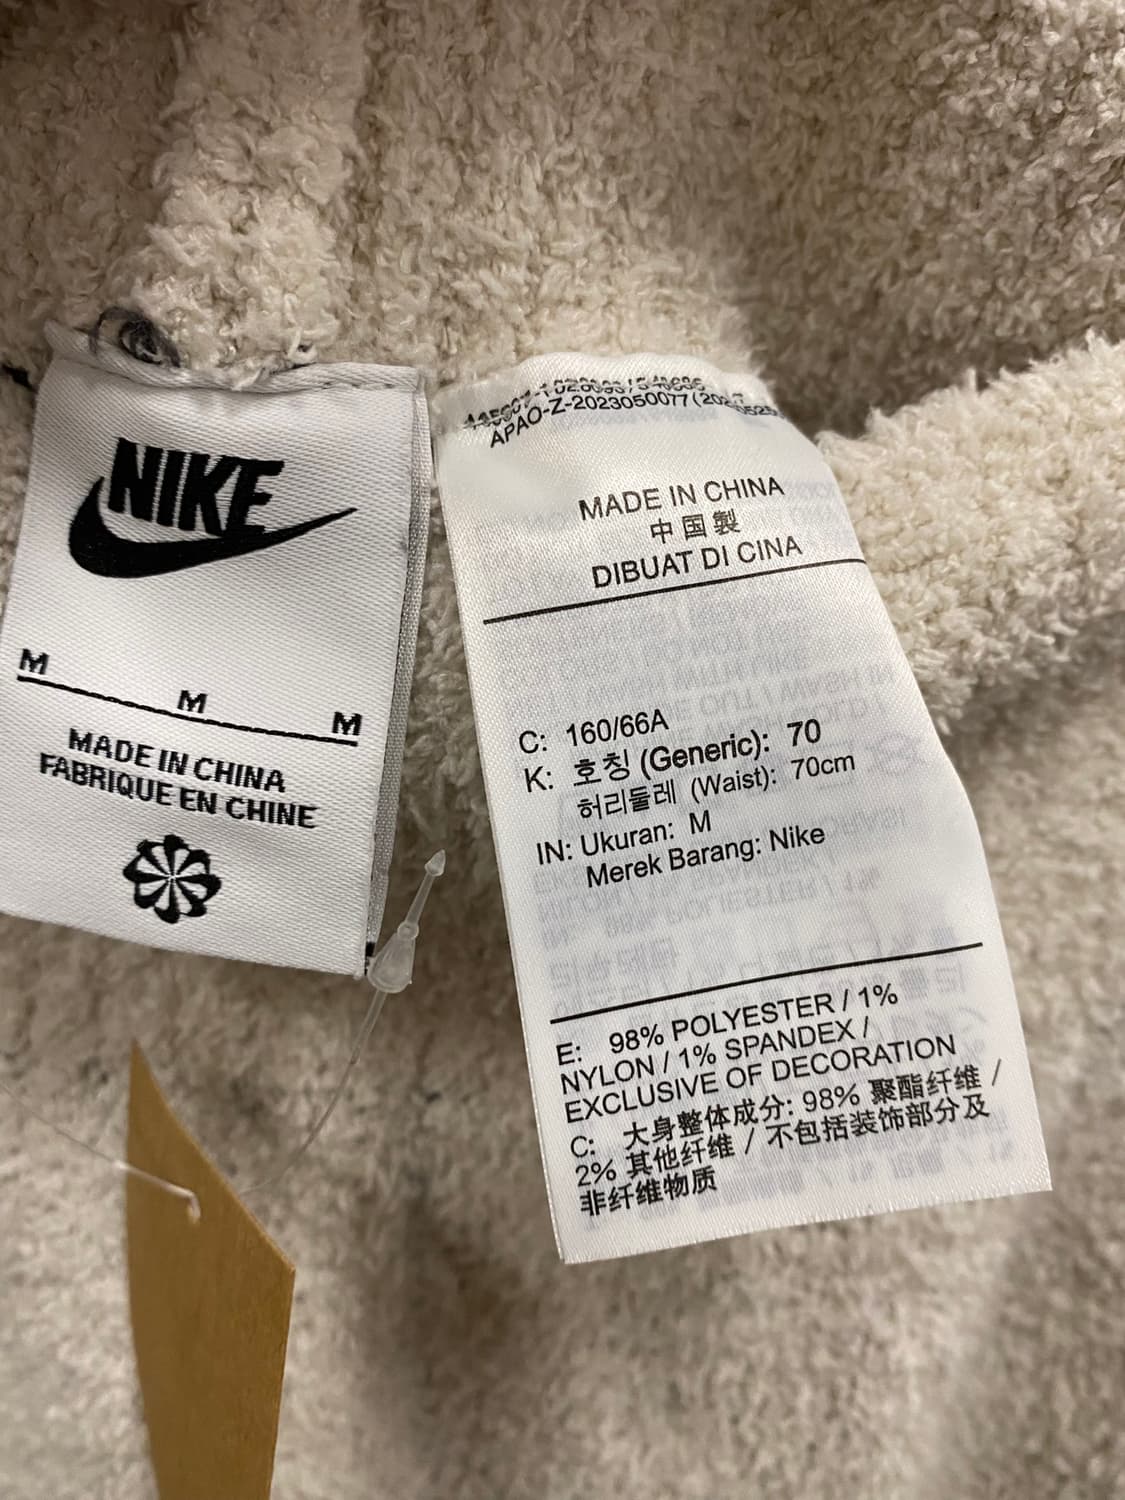 NIKE
M
M
M
MADE IN CHINA
FABRIQUE EN CHINE
APAO-Z-2023050077
MADE IN CHINA
中国製
DIBUAT DI CINA
C: 160/66A
K: 호칭 (Generic): 70
허리둘레 (Waist): 70cm
IN: Ukuran: M
Merek Barang: Nike
E: 98% POLYESTER / 1%
NYLON / 1% SPANDEX /
EXCLUSIVE OF DECORATION
C: 大身整体成分: 98% 聚酯纤维 /
2% 其他纤维 / 不包括装饰部分及
非纤维物质